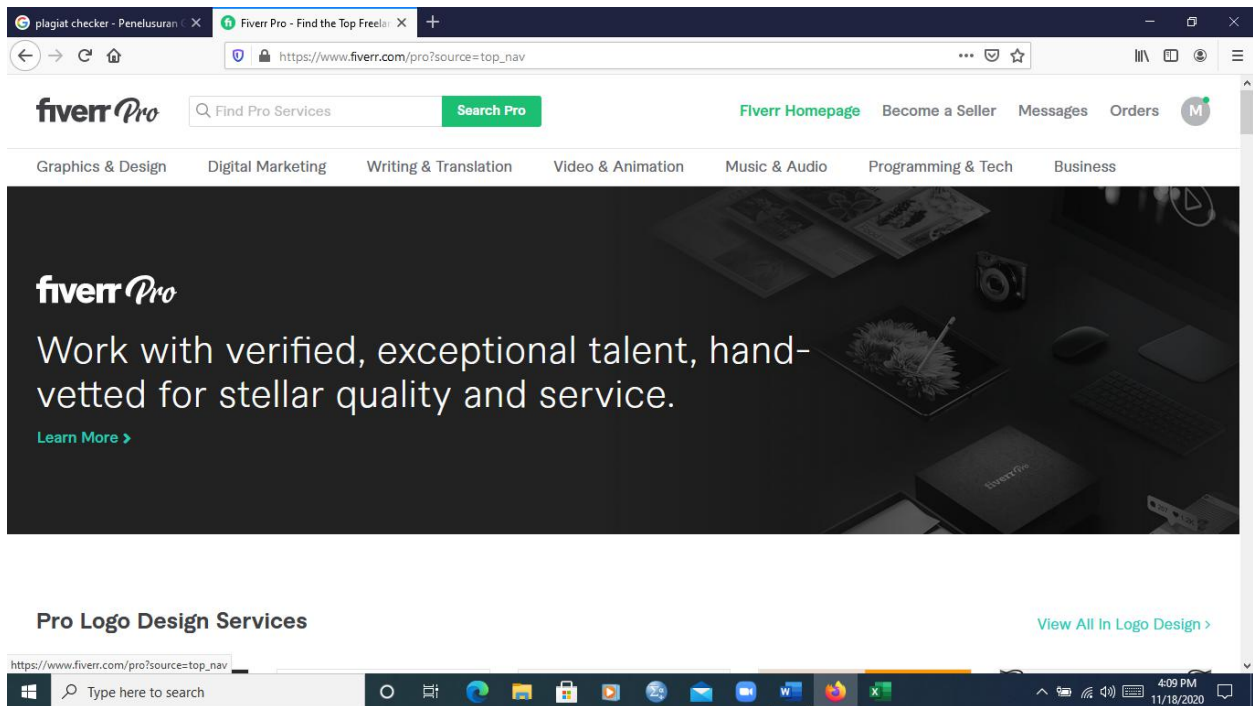 plagiat checker - Penelusuran G
Fiverr Pro - Find the Top Freelan
https://www.fiverr.com/pro?source=top_nav
fiverr Pro
Find Pro Services
Search Pro
Fiverr Homepage
Become a Seller
Messages
Orders
M
Graphics & Design
Digital Marketing
Writing & Translation
Video & Animation
Music & Audio
Programming & Tech
Business
fiverr Pro
Work with verified, exceptional talent, hand-
vetted for stellar quality and service.
Learn More >
fiverr Pro
Pro Logo Design Services
View All In Logo Design >
https://www.fiverr.com/pro?source=top_nav
Type here to search
4:09 PM
11/18/2020